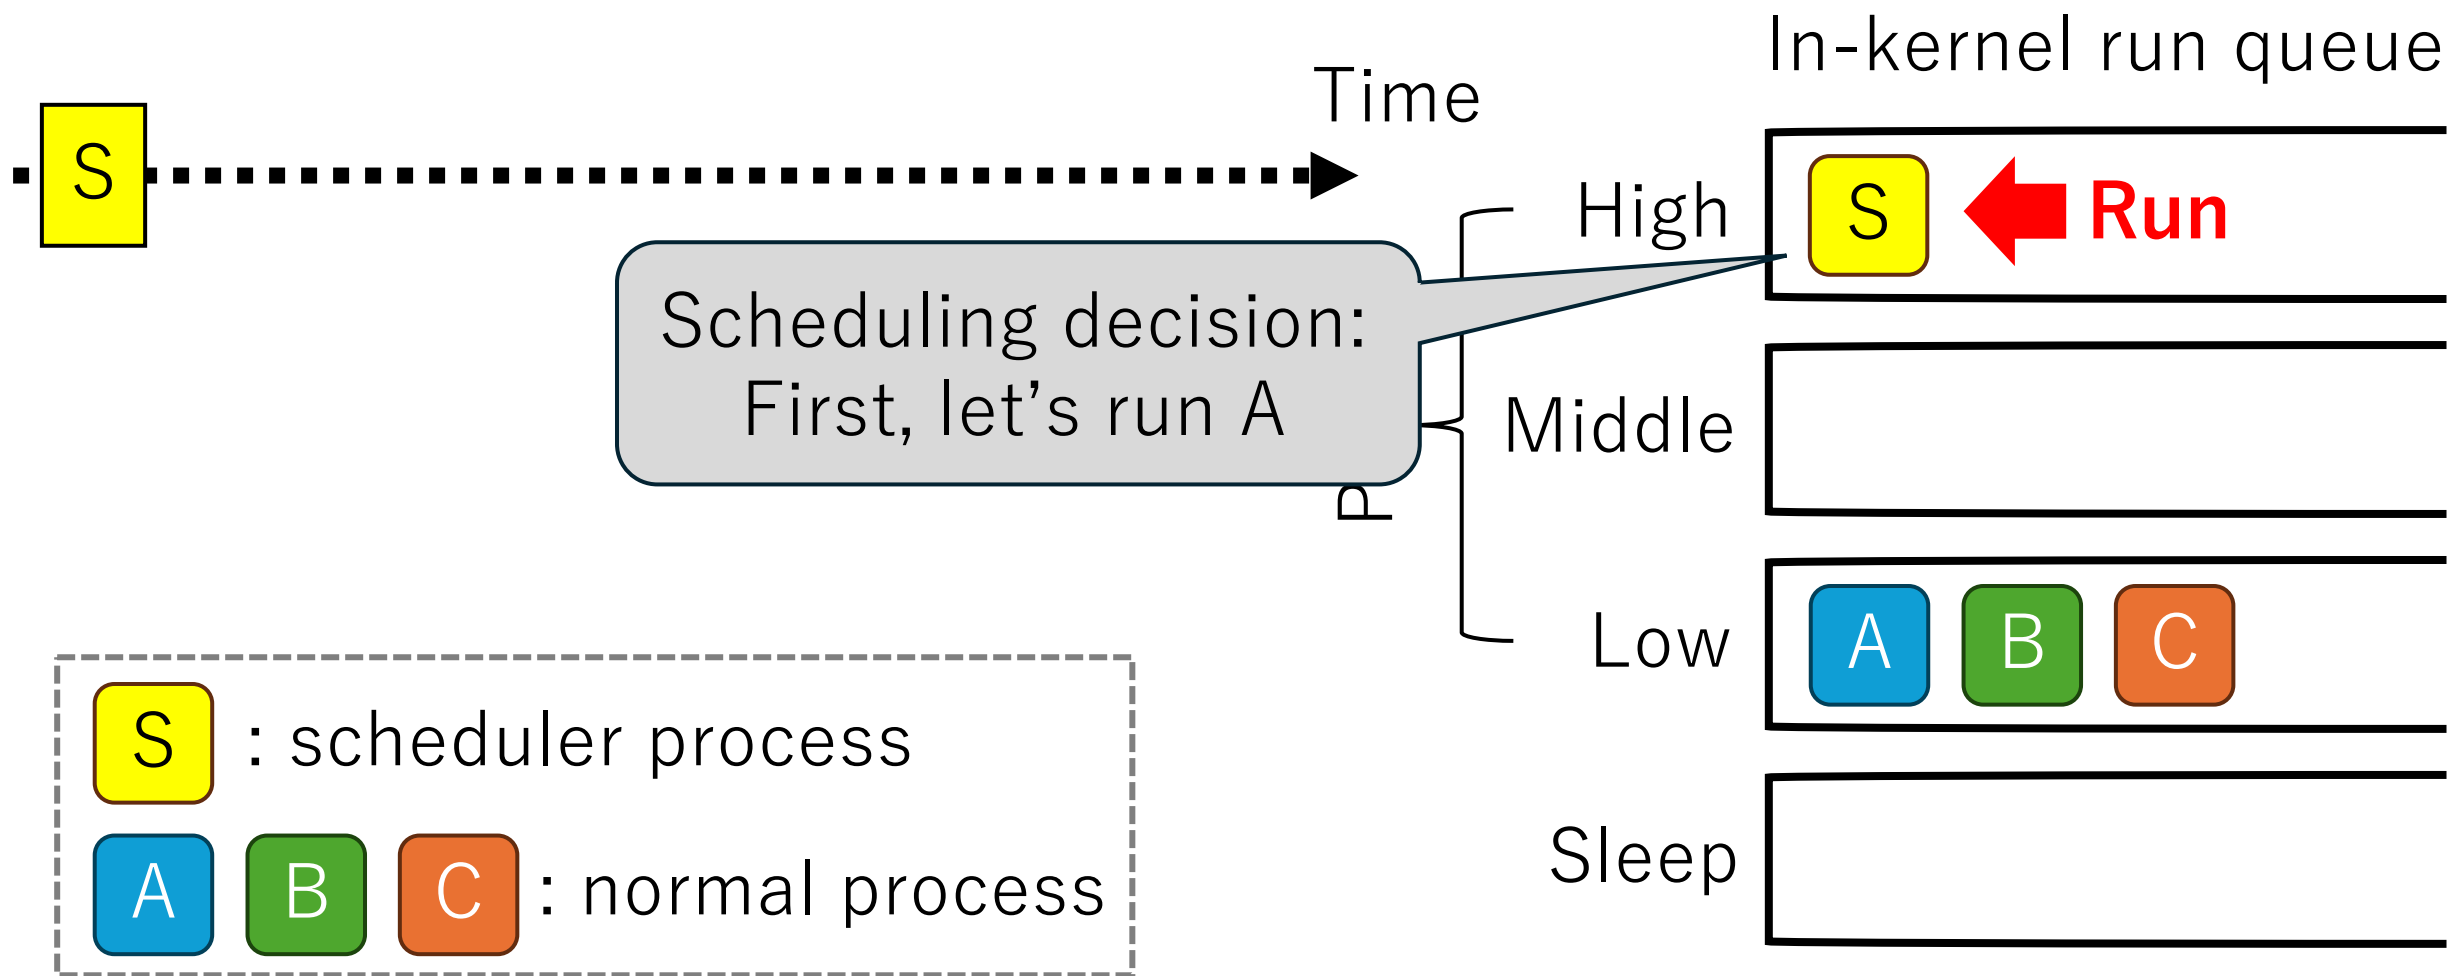 In-kernel run queue
Time
S
S
Run
High
Scheduling decision:
First, let's run A
Middle
P
Low
A B C
S : scheduler process
A B C : normal process
Sleep